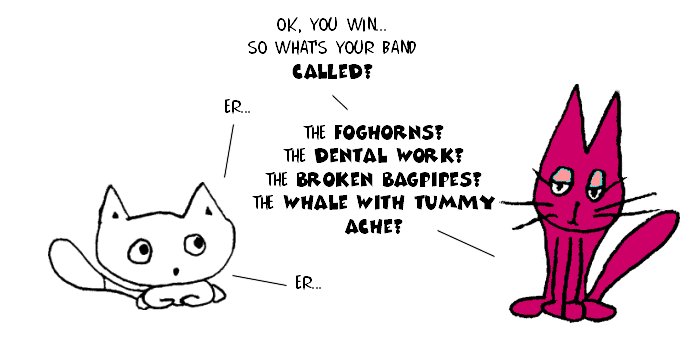 OK, YOU WIN...
SO WHAT'S YOUR BAND
CALLED?
ER...
THE FOGHORNS?
THE DENTAL WORK?
THE BROKEN BAGPIPES?
THE WHALE WITH TUMMY
ACHE?
ER...